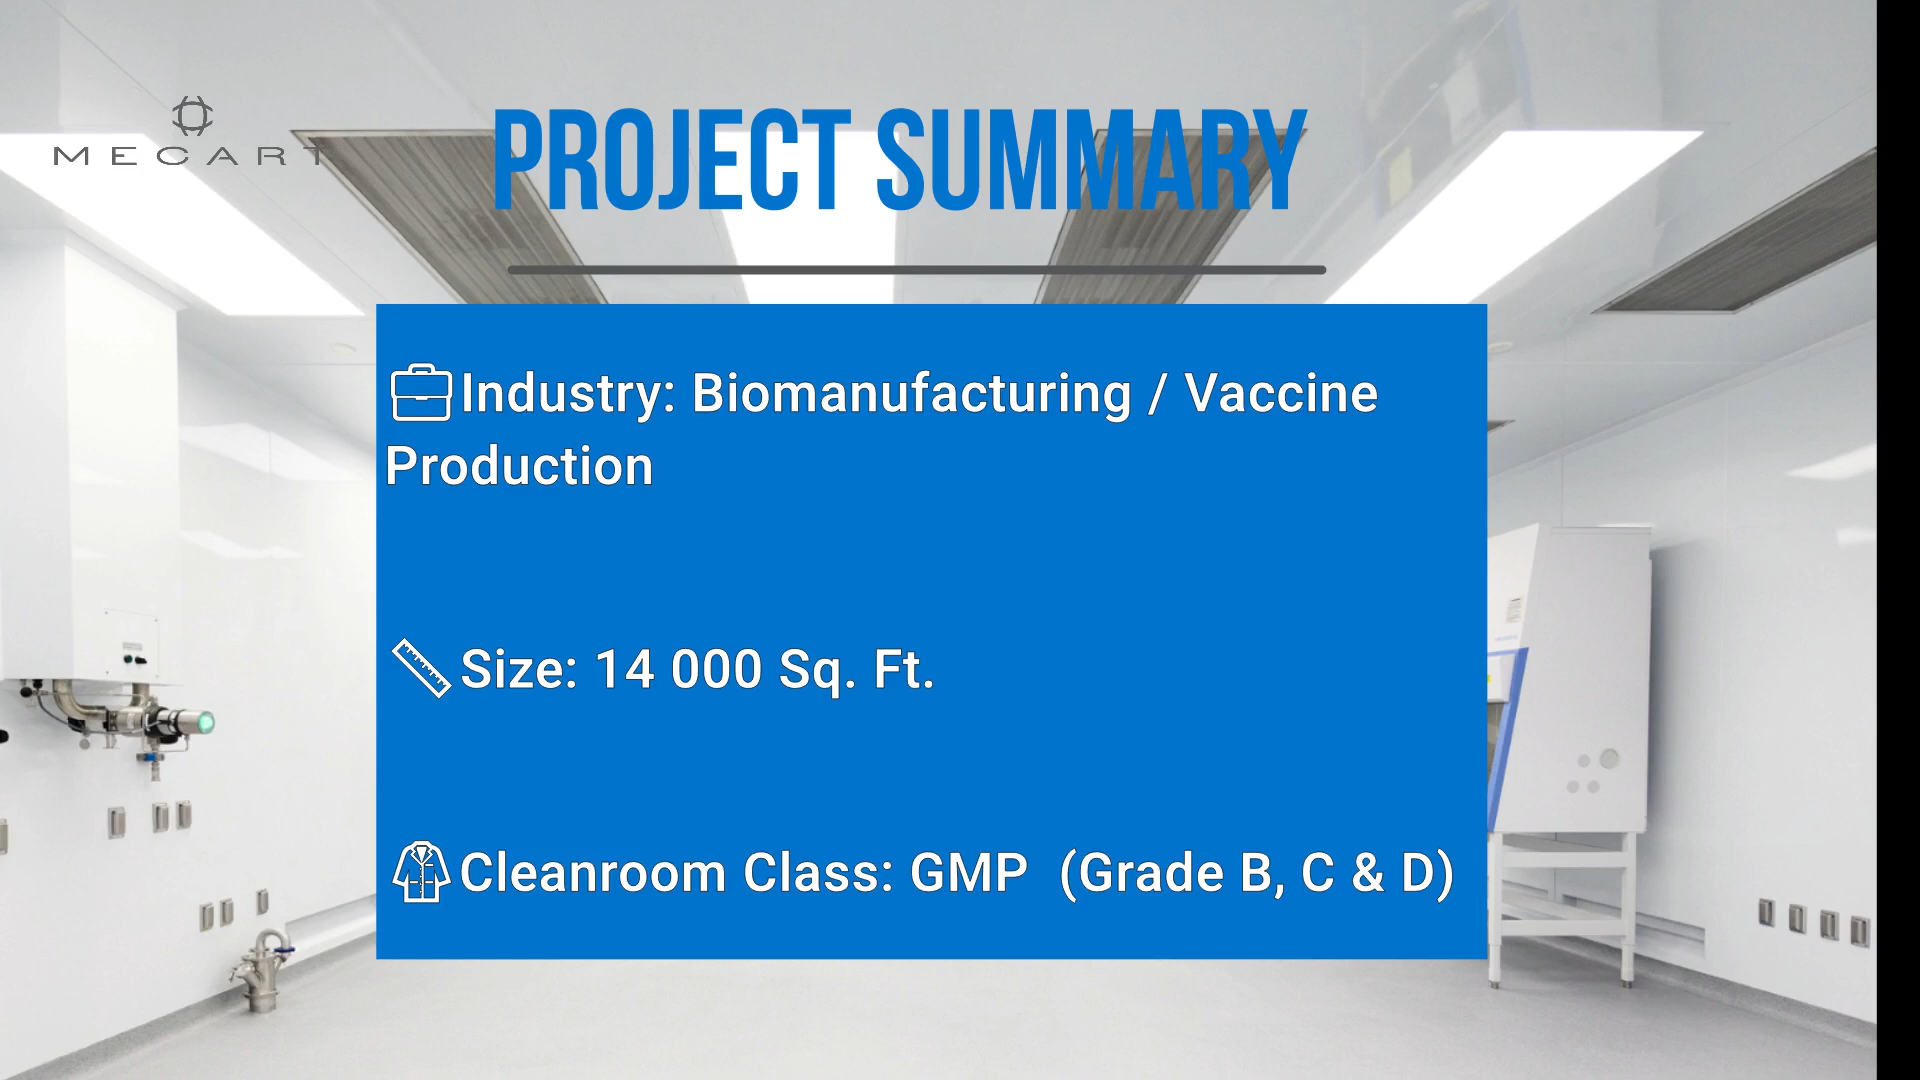 MECART
PROJECT SUMMARY
Industry: Biomanufacturing / Vaccine
Production
Size: 14 000 Sq. Ft.
Cleanroom Class: GMP  (Grade B, C & D)